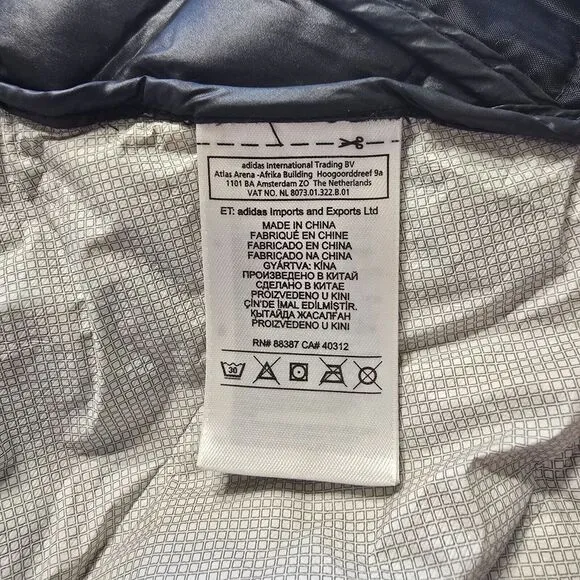 adidas International Trading BV
Atlas Arena -Afrika Building Hoogoorddreef 9a
1101 BA Amsterdam ZO The Netherlands
VAT NO. NL 8073.01.322.B.01
ET: adidas Imports and Exports Ltd
MADE IN CHINA
FABRIQUÉ EN CHINE
FABRICADO EN CHINA
FABRICADO NA CHINA
GYÁRTVA: KÍNA
ПРОИЗВЕДЕНО В КИТАЙ
СДЕЛАНО В КИТАЕ
PROIZVEDENO U KINI
ÇİN'DE İMAL EDİLMİŞTİR.
ҚЫТАЙДА ЖАСАЛҒАН
PROIZVEDENO U KINI
RN# 88387 CA# 40312
30